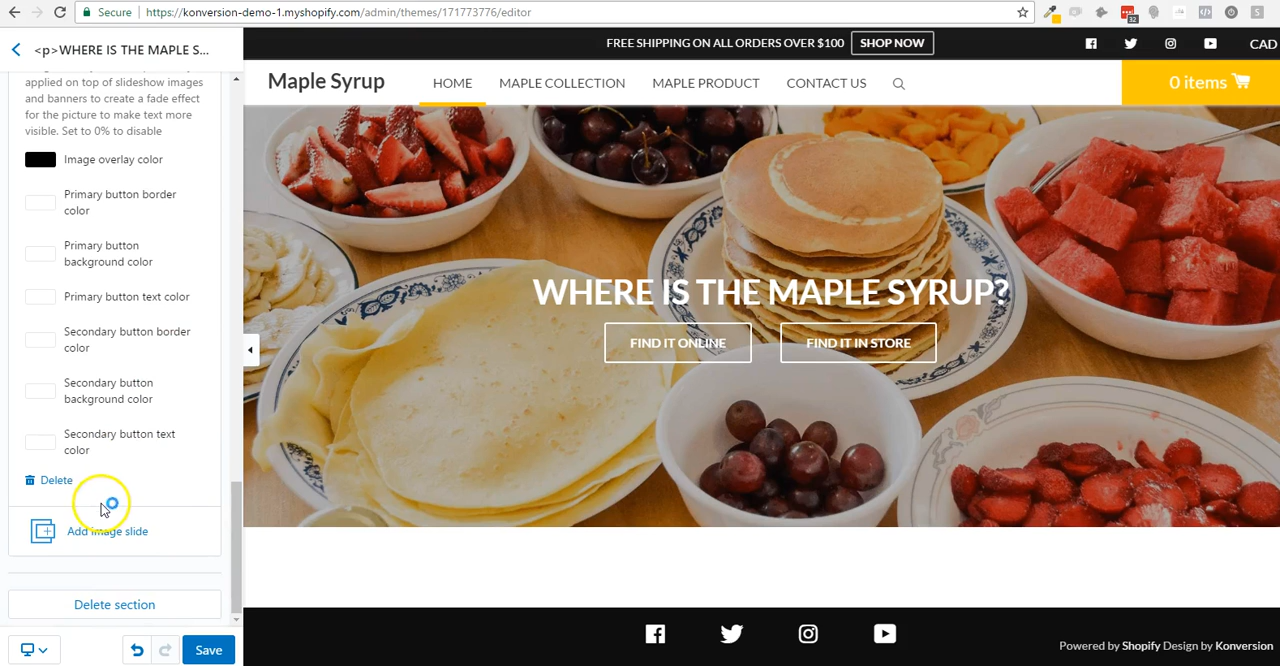 Secure
https://konversion-demo-1.myshopify.com/admin/themes/171773776/editor
32
S
<p>WHERE IS THE MAPLE S...
applied on top of slideshow images
and banners to create a fade effect
for the picture to make text more
visible. Set to 0% to disable
Image overlay color
Primary button border
color
Primary button
background color
Primary button text color
Secondary button border
color
Secondary button
background color
Secondary button text
color
Delete
Add image slide
Delete section
Save
FREE SHIPPING ON ALL ORDERS OVER $100
SHOP NOW
CAD
Maple Syrup
HOME
MAPLE COLLECTION
MAPLE PRODUCT
CONTACT US
0 items
WHERE IS THE MAPLE SYRUP?
FIND IT ONLINE
FIND IT IN STORE
Powered by Shopify Design by Konversion